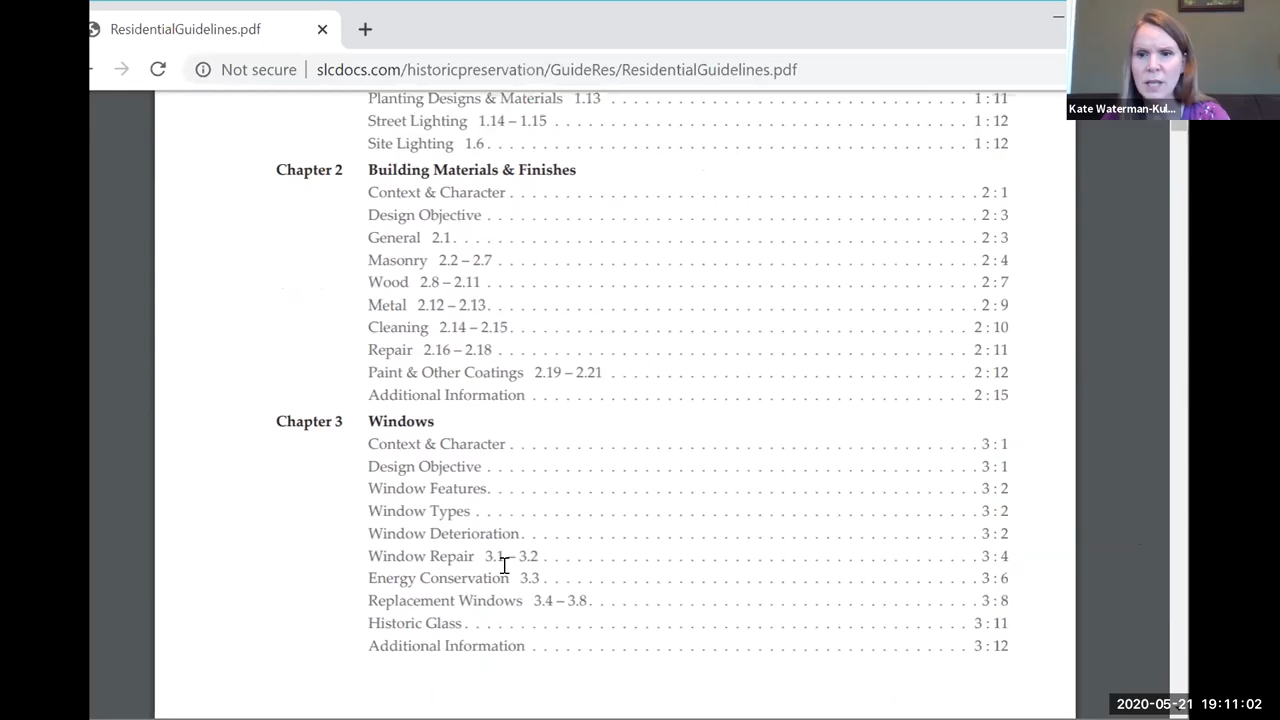 ResidentialGuidelines.pdf
Not secure | slcdocs.com/historicpreservation/GuideRes/ResidentialGuidelines.pdf
Kate Waterman-Kul...
Planting Designs & Materials 1.13 1 : 11
Street Lighting 1.14 – 1.15 1 : 12
Site Lighting 1.6 1 : 12
Chapter 2 Building Materials & Finishes
Context & Character 2 : 1
Design Objective 2 : 3
General 2.1 2 : 3
Masonry 2.2 – 2.7 2 : 4
Wood 2.8 – 2.11 2 : 7
Metal 2.12 – 2.13 2 : 9
Cleaning 2.14 – 2.15 2 : 10
Repair 2.16 – 2.18 2 : 11
Paint & Other Coatings 2.19 – 2.21 2 : 12
Additional Information 2 : 15
Chapter 3 Windows
Context & Character 3 : 1
Design Objective 3 : 1
Window Features 3 : 2
Window Types 3 : 2
Window Deterioration 3 : 2
Window Repair 3.1 – 3.2 3 : 4
Energy Conservation 3.3 3 : 6
Replacement Windows 3.4 – 3.8 3 : 8
Historic Glass 3 : 11
Additional Information 3 : 12
2020-05-21 19:11:02